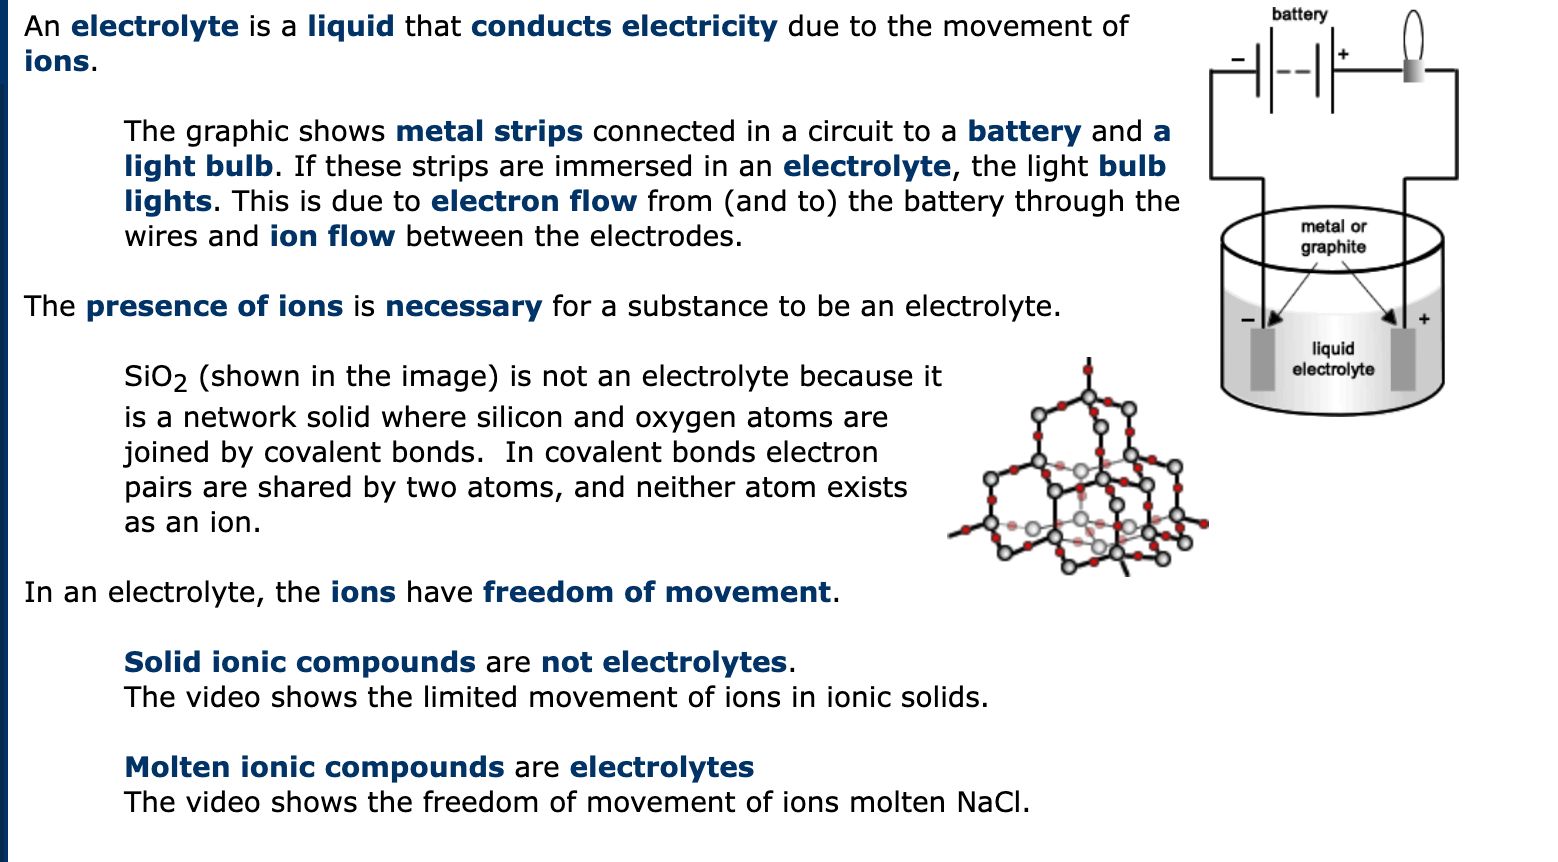 An electrolyte is a liquid that conducts electricity due to the movement of
ions.
The graphic shows metal strips connected in a circuit to a battery and a
light bulb. If these strips are immersed in an electrolyte, the light bulb
lights. This is due to electron flow from (and to) the battery through the
wires and ion flow between the electrodes.
The presence of ions is necessary for a substance to be an electrolyte.
SiO2 (shown in the image) is not an electrolyte because it
is a network solid where silicon and oxygen atoms are
joined by covalent bonds.  In covalent bonds electron
pairs are shared by two atoms, and neither atom exists
as an ion.
In an electrolyte, the ions have freedom of movement.
Solid ionic compounds are not electrolytes.
The video shows the limited movement of ions in ionic solids.
Molten ionic compounds are electrolytes
The video shows the freedom of movement of ions molten NaCl.
battery
− +
metal or
graphite
− +
liquid
electrolyte